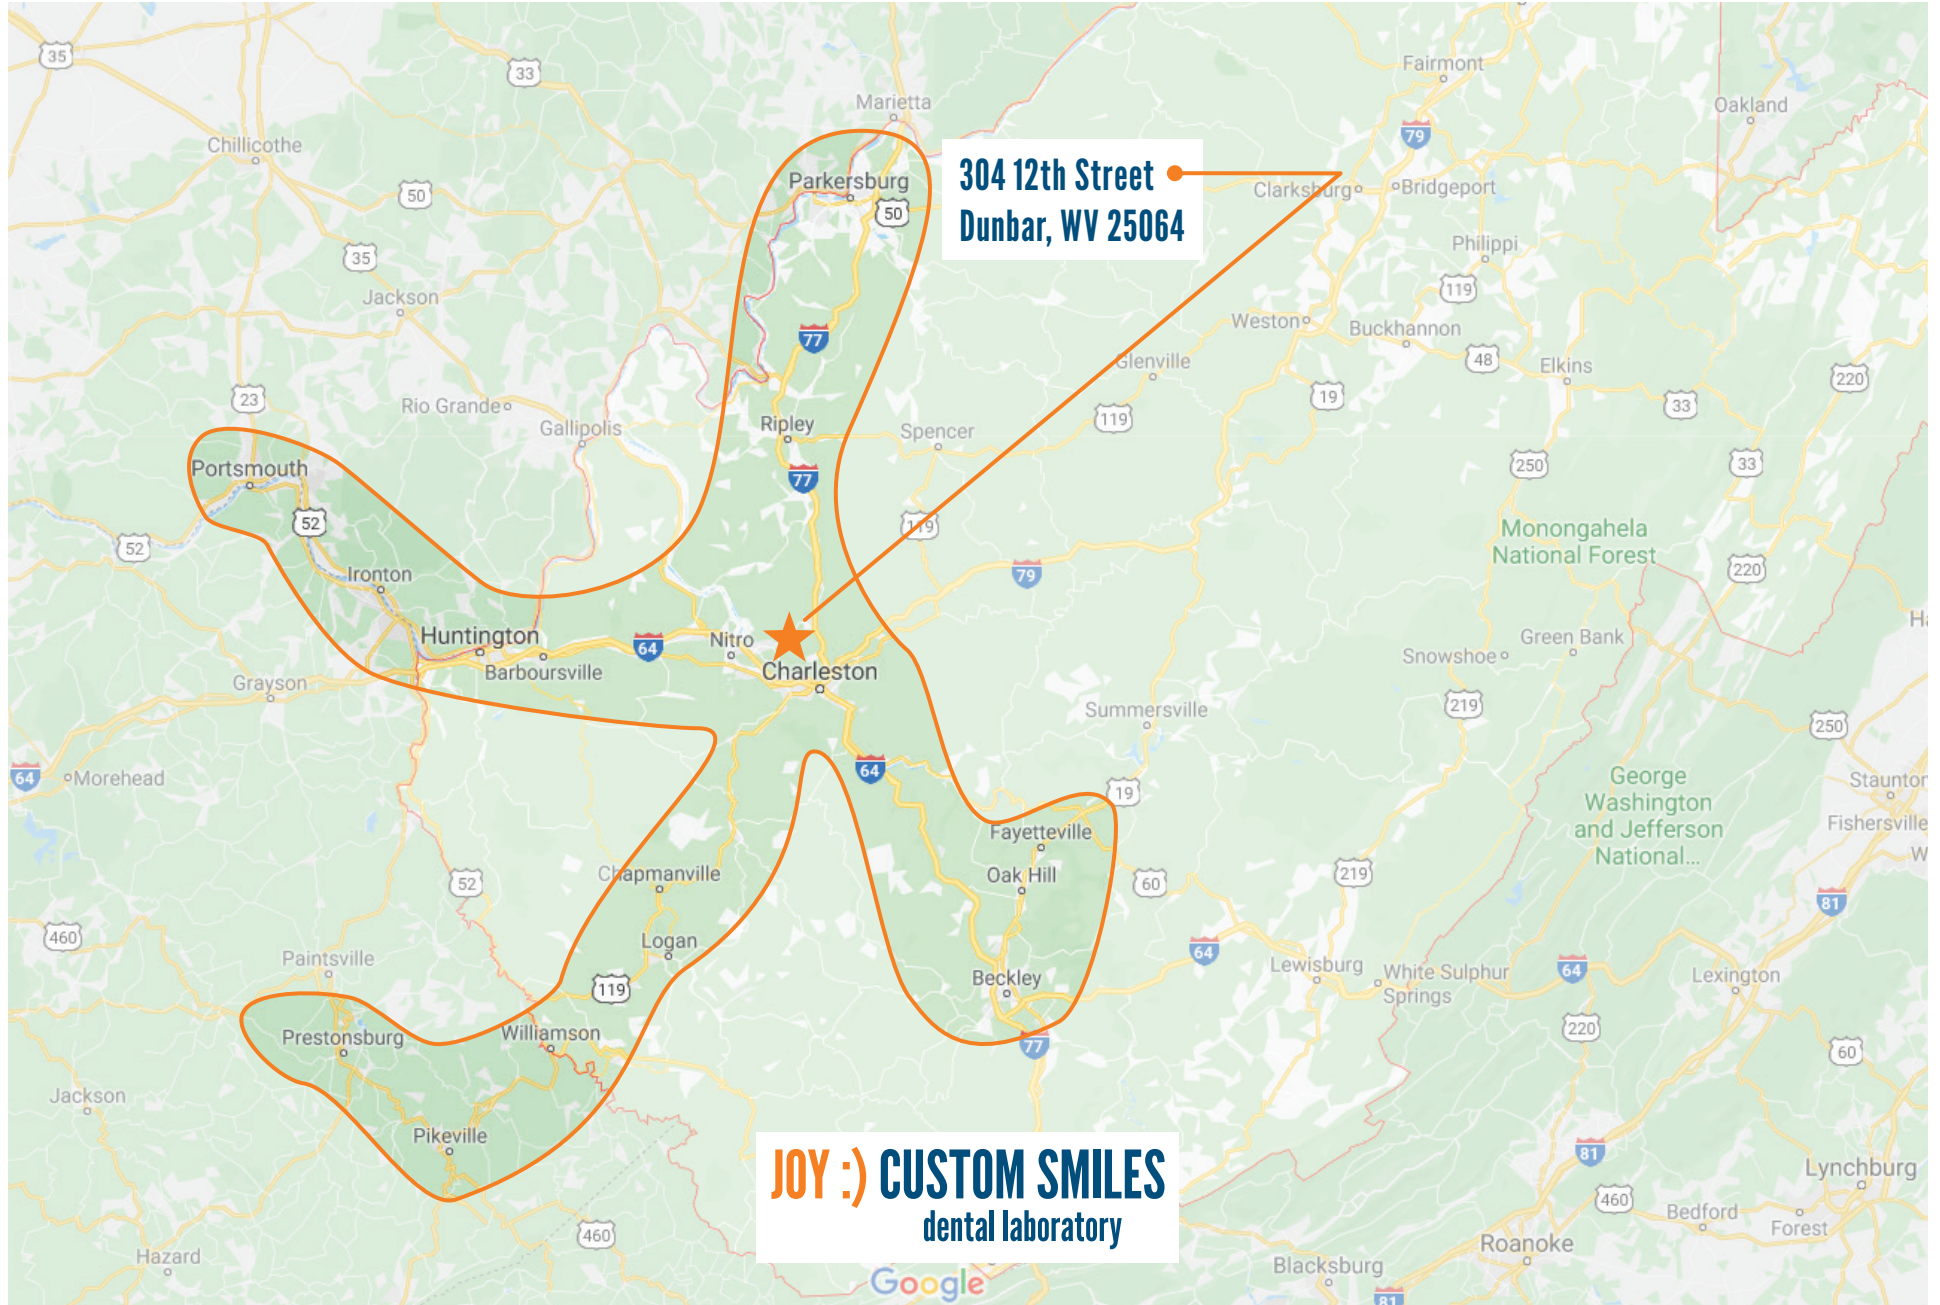 35
33
Fairmont
Marietta
Oakland
79
Chillicothe
304 12th Street
Dunbar, WV 25064
Parkersburg
50
50
Clarksburg
Bridgeport
Philippi
35
Jackson
119
77
Weston
Buckhannon
48
Glenville
Elkins
220
23
Rio Grande
19
33
Gallipolis
Ripley
Spencer
119
Portsmouth
77
250
33
52
52
119
Monongahela
National Forest
Ironton
79
220
Huntington
64
Nitro
Green Bank
Snowshoe
Barboursville
Charleston
Grayson
219
Summersville
250
64
Morehead
64
19
George
Washington
and Jefferson
National...
Staunton
Fishersville
W
Fayetteville
Chapmanville
Oak Hill
52
60
219
81
460
Logan
64
Paintsville
Beckley
119
Lewisburg
White Sulphur
Springs
64
Lexington
Prestonsburg
Williamson
77
220
60
Jackson
Pikeville
JOY :) CUSTOM SMILES
dental laboratory
81
Lynchburg
460
Bedford
Forest
460
Hazard
Roanoke
Blacksburg
Google
81